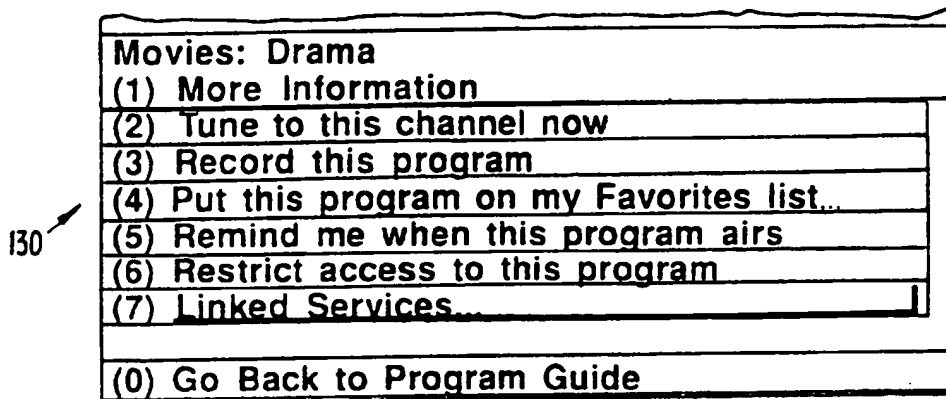 Movies: Drama
(1) More Information
(2) Tune to this channel now
(3) Record this program
(4) Put this program on my Favorites list...
(5) Remind me when this program airs
(6) Restrict access to this program
(7) Linked Services...
(0) Go Back to Program Guide
130